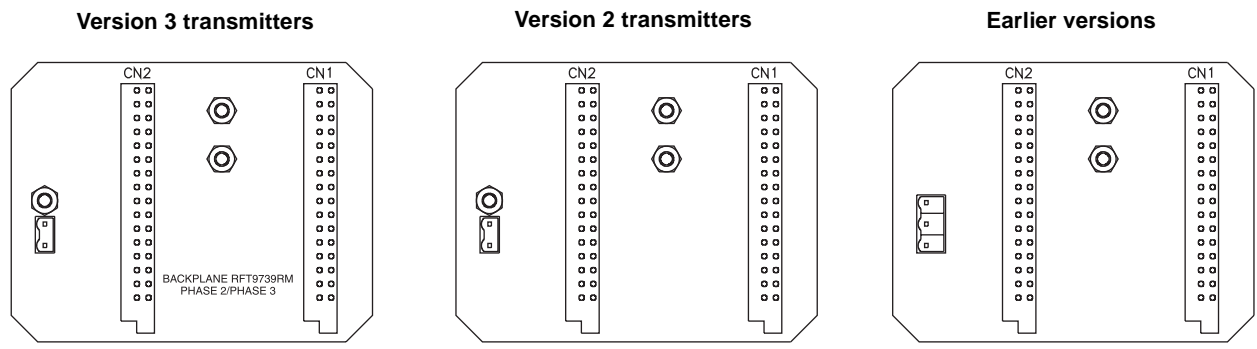 Version 3 transmitters
Version 2 transmitters
Earlier versions
CN2
CN1
BACKPLANE RFT9739RM
PHASE 2/PHASE 3
CN2
CN1
CN2
CN1